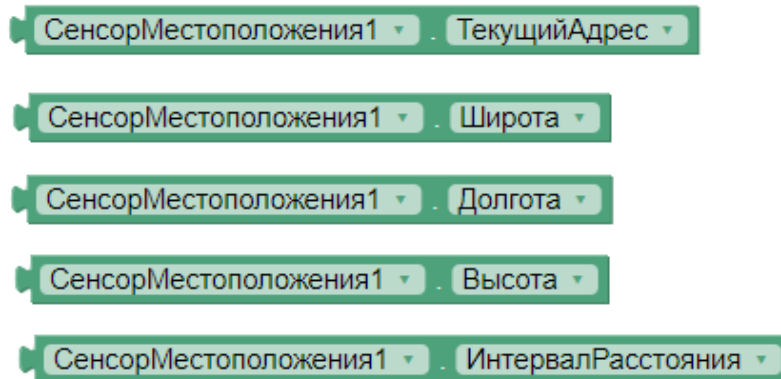 СенсорМестоположения1 . ТекущийАдрес
СенсорМестоположения1 . Широта
СенсорМестоположения1 . Долгота
СенсорМестоположения1 . Высота
СенсорМестоположения1 . ИнтервалРасстояния